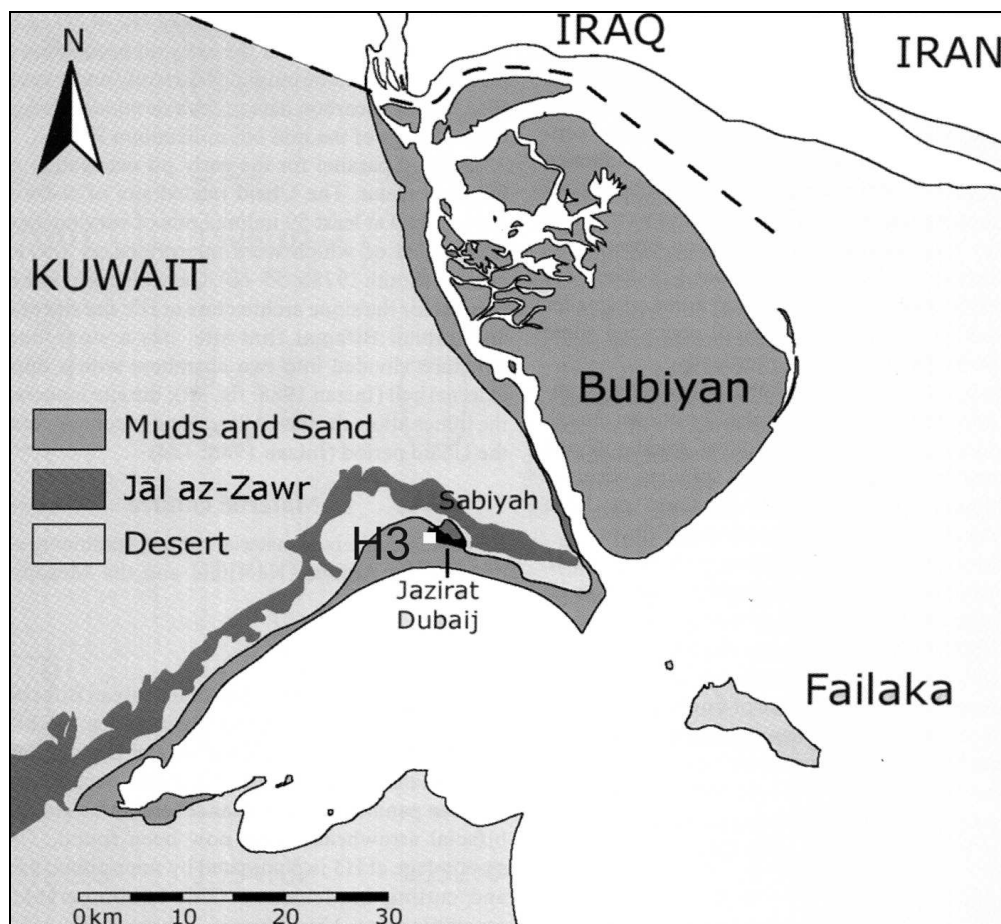 N
IRAQ
IRAN
KUWAIT
Bubiyan
Muds and Sand
Jāl az-Zawr
Desert
Sabiyah
H3
Jazirat
Dubaij
Failaka
0 km 10 20 30